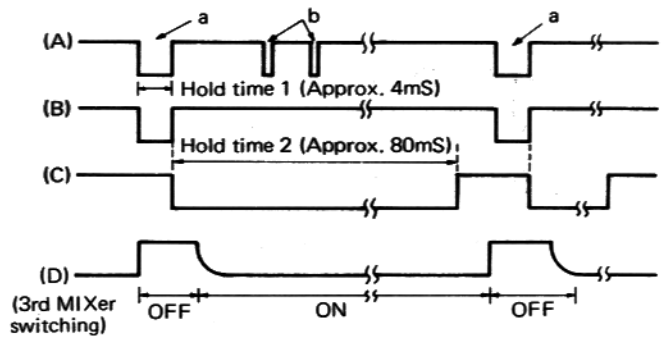 a b a
(A)
Hold time 1 (Approx. 4mS)
(B)
Hold time 2 (Approx. 80mS)
(C)
(D)
(3rd MIXer
switching)
OFF ON OFF